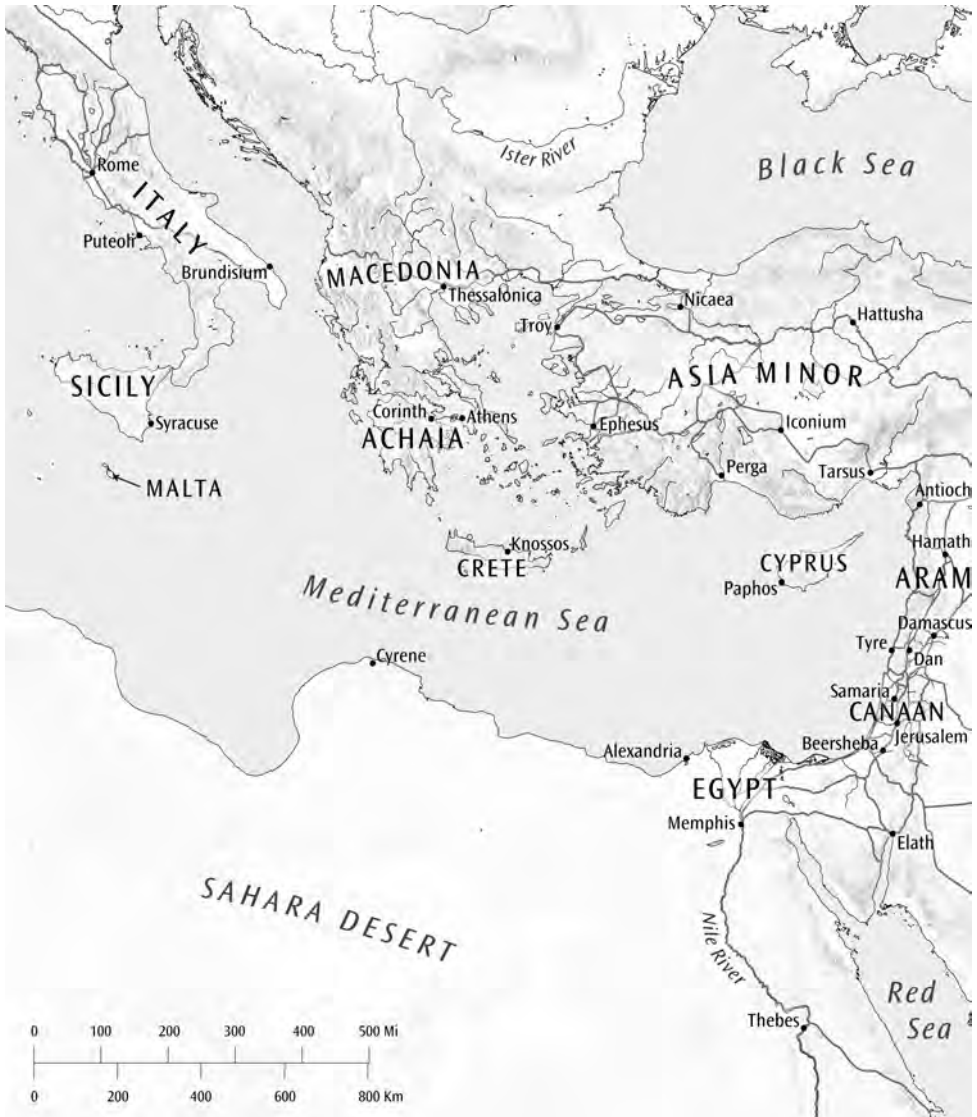 Ister River
Black Sea
Rome
ITALY
Puteoli
Brundisium
MACEDONIA
Thessalonica
Nicaea
Troy
Hattusha
SICILY
ASIA MINOR
Syracuse
Corinth
Athens
ACHAIA
Ephesus
Iconium
MALTA
Perga
Tarsus
Antioch
Knossos
CRETE
CYPRUS
Paphos
Hamath
ARAM
Mediterranean Sea
Damascus
Tyre
Dan
Cyrene
Samaria
CANAAN
Jerusalem
Beersheba
Alexandria
EGYPT
Memphis
Elath
SAHARA DESERT
Nile River
Red
Sea
Thebes
0 100 200 300 400 500 Mi
0 200 400 600 800 Km